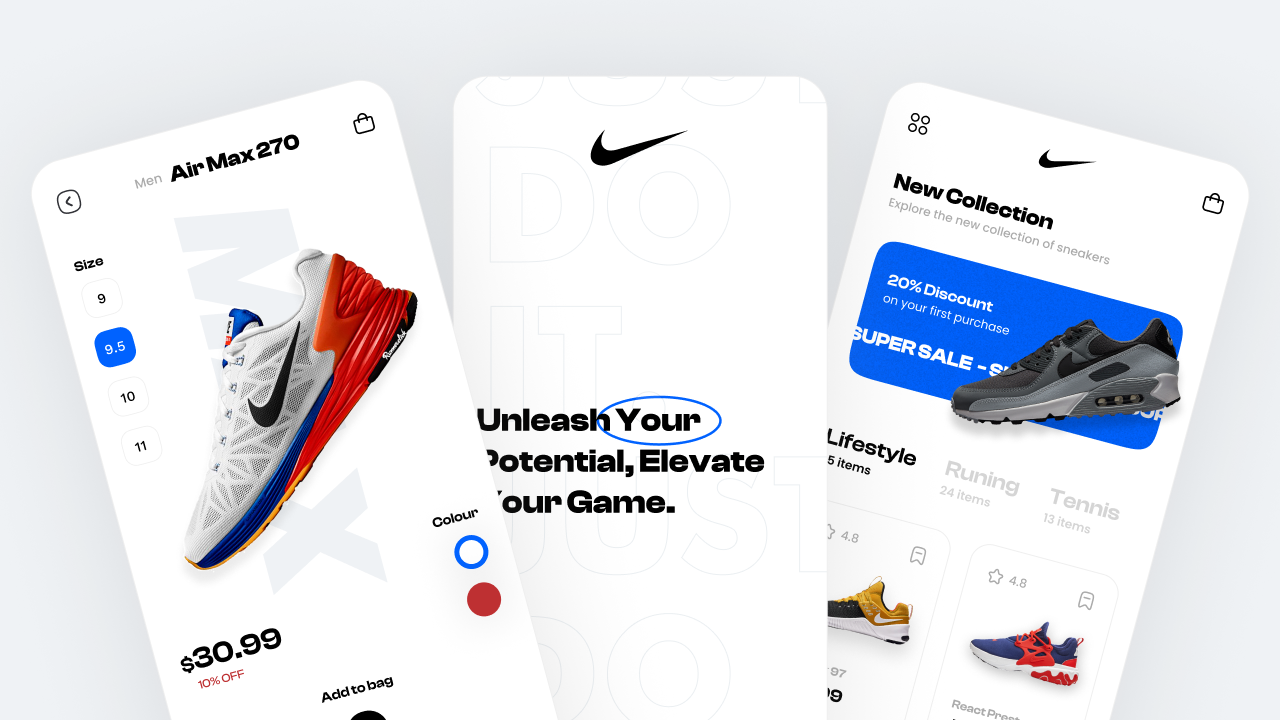 Men Air Max 270
MAX
Size
9
9.5
10
11
Colour
$30.99
10% OFF
Add to bag
JUST
DO
IT
Unleash Your
Potential, Elevate
Your Game.
JUST
DO
New Collection
Explore the new collection of sneakers
20% Discount
on your first purchase
SUPER SALE - S
Lifestyle
5 items
Runing
24 items
Tennis
13 items
4.8
4.8
97
99
React Prest